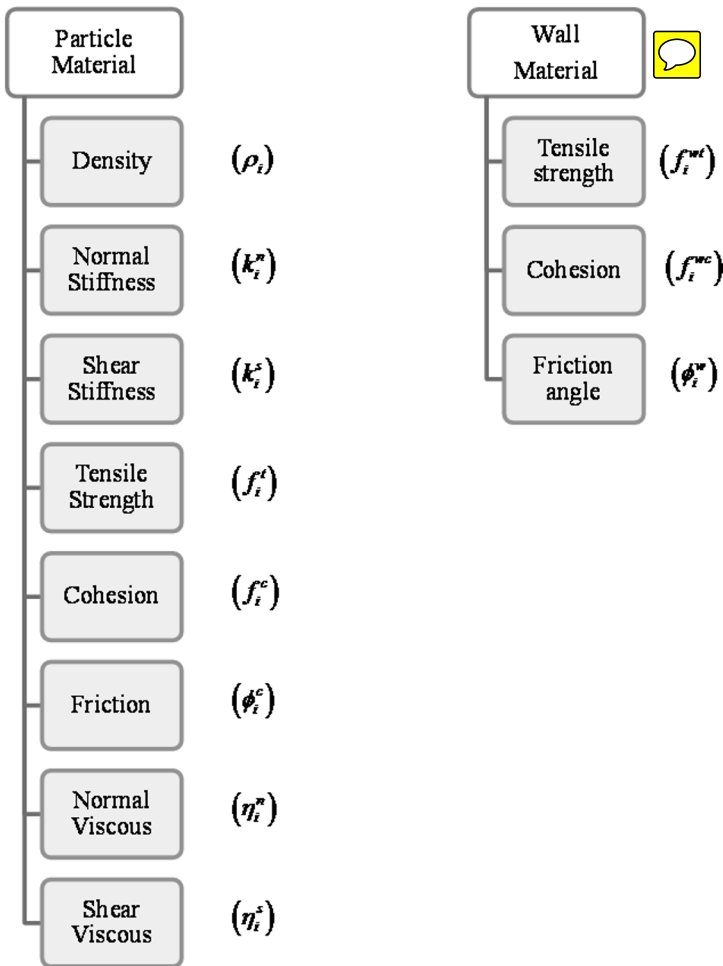 Particle
Material
Density
(ρᵢ)
Normal
Stiffness
(kᵢⁿ)
Shear
Stiffness
(kᵢˢ)
Tensile
Strength
(fᵢᵗ)
Cohesion
(fᵢᶜ)
Friction
(ϕᵢᶜ)
Normal
Viscous
(ηᵢⁿ)
Shear
Viscous
(ηᵢˢ)
Wall
Material
Tensile
strength
(fᵢʷᵗ)
Cohesion
(fᵢʷᶜ)
Friction
angle
(ϕᵢʷ)